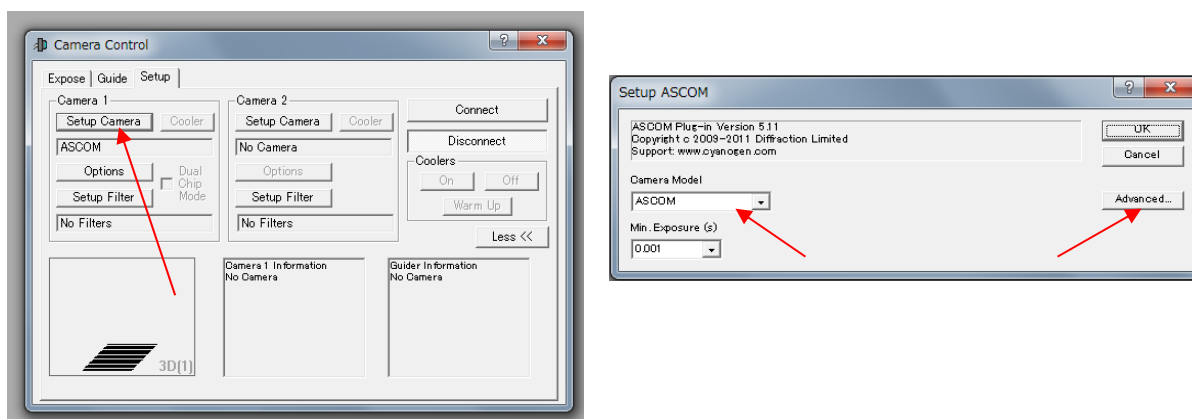 Camera Control
Expose Guide Setup
Camera 1
Setup Camera Cooler
ASCOM
Options
Dual Chip Mode
Setup Filter
No Filters
Camera 2
Setup Camera Cooler
No Camera
Options
Setup Filter
No Filters
Connect
Disconnect
Coolers
On Off
Warm Up
Less <<
3D(1)
Camera 1 Information
No Camera
Guider Information
No Camera
Setup ASCOM
ASCOM Plug-in Version 5.11
Copyright c 2009-2011 Diffraction Limited
Support: www.cyanogen.com
OK
Cancel
Camera Model
ASCOM
Advanced...
Min. Exposure (s)
0.001